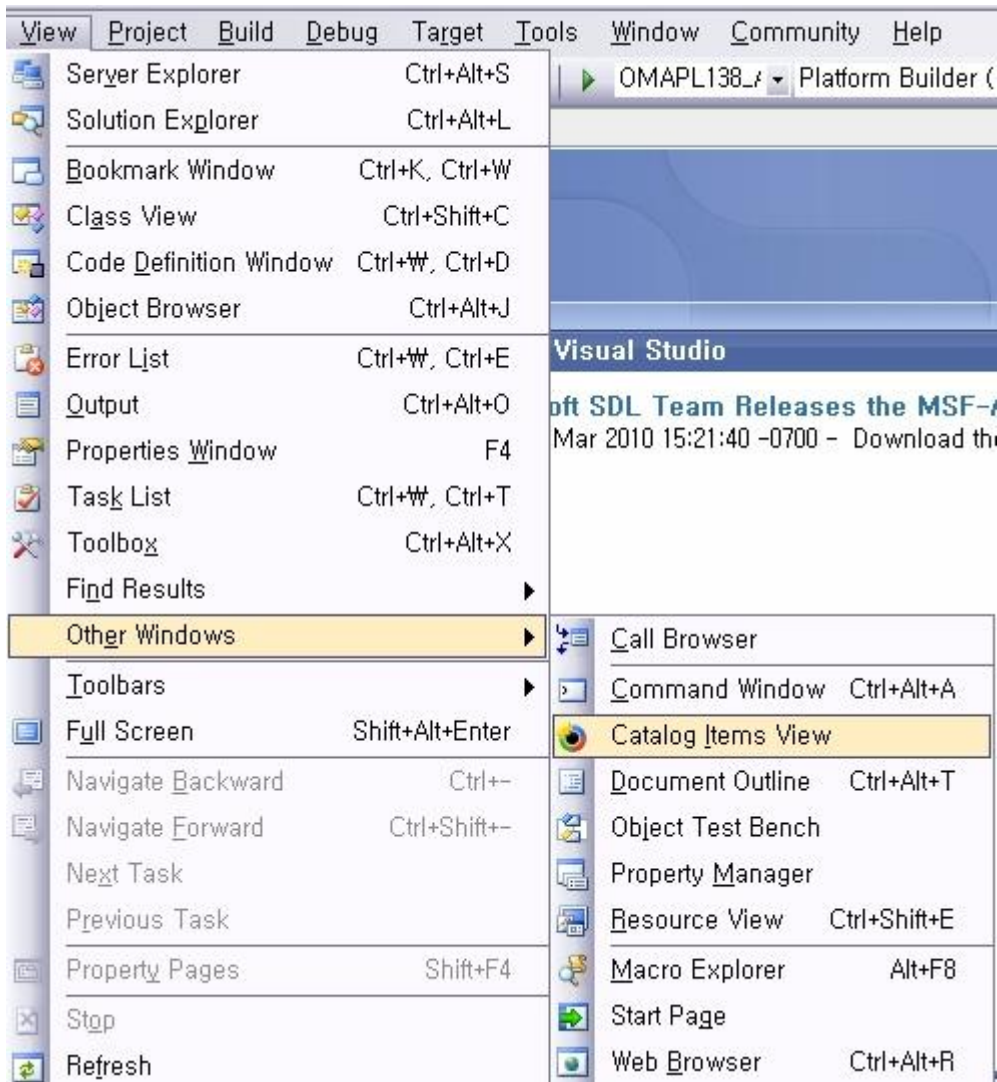 View Project Build Debug Target Tools Window Community Help
OMAPL138_ Platform Builder (
Server Explorer Ctrl+Alt+S
Solution Explorer Ctrl+Alt+L
Bookmark Window Ctrl+K, Ctrl+W
Class View Ctrl+Shift+C
Code Definition Window Ctrl+₩, Ctrl+D
Object Browser Ctrl+Alt+J
Error List Ctrl+₩, Ctrl+E
Output Ctrl+Alt+O
Properties Window F4
Task List Ctrl+₩, Ctrl+T
Toolbox Ctrl+Alt+X
Find Results
Other Windows
Toolbars
Full Screen Shift+Alt+Enter
Navigate Backward Ctrl+-
Navigate Forward Ctrl+Shift+-
Next Task
Previous Task
Property Pages Shift+F4
Stop
Refresh
Visual Studio
oft SDL Team Releases the MSF-
Mar 2010 15:21:40 -0700 - Download the
Call Browser
Command Window Ctrl+Alt+A
Catalog Items View
Document Outline Ctrl+Alt+T
Object Test Bench
Property Manager
Resource View Ctrl+Shift+E
Macro Explorer Alt+F8
Start Page
Web Browser Ctrl+Alt+R